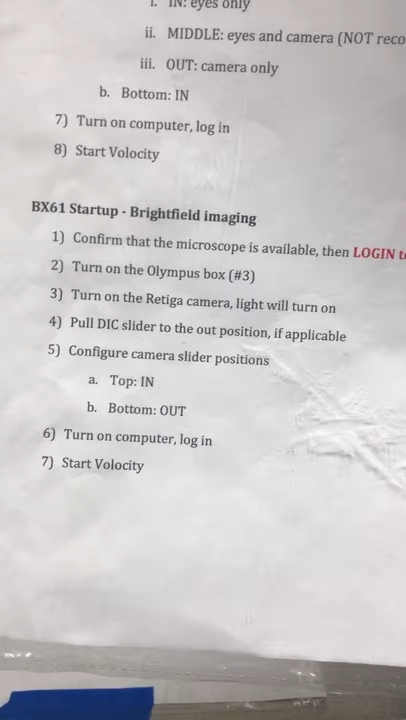 i. IN: eyes only
ii. MIDDLE: eyes and camera (NOT
iii. OUT: camera only
b. Bottom: IN
7) Turn on computer, log in
8) Start Volocity
BX61 Startup - Brightfield imaging
1) Confirm that the microscope is available, then LOGIN
2) Turn on the Olympus box (#3)
3) Turn on the Retiga camera, light will turn on
4) Pull DIC slider to the out position, if applicable
5) Configure camera slider positions
a. Top: IN
b. Bottom: OUT
6) Turn on computer, log in
7) Start Volocity